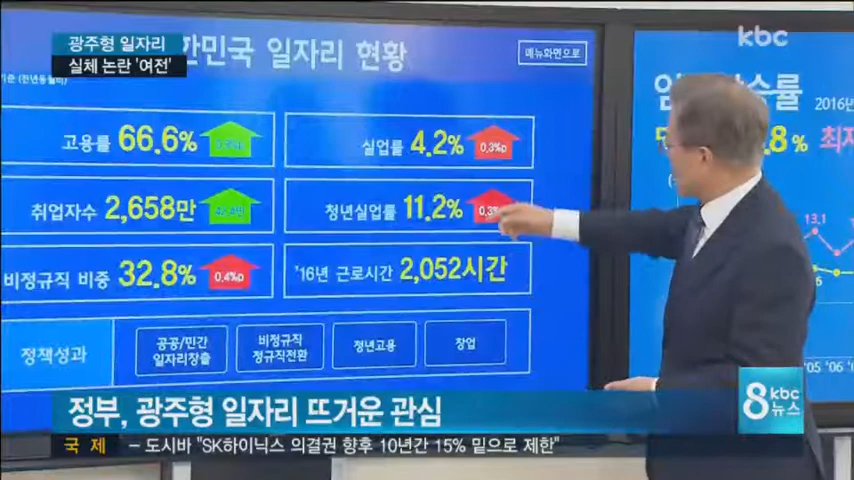 광주형 일자리
실체 논란 '여전'
한민국 일자리 현황
메뉴화면으로
kbc
2016년
최저
고용률 66.6%
실업률 4.2% 0.3%p
취업자수 2,658만
청년실업률 11.2%
비정규직 비중 32.8% 0.4%p
'16년 근로시간 2,052시간
13.1
정책성과
공공/민간
일자리창출
비정규직
정규직전환
청년고용
창업
'05 '06
정부, 광주형 일자리 뜨거운 관심
8 kbc
뉴스
국 제 – 도시바 "SK하이닉스 의결권 향후 10년간 15% 밑으로 제한"